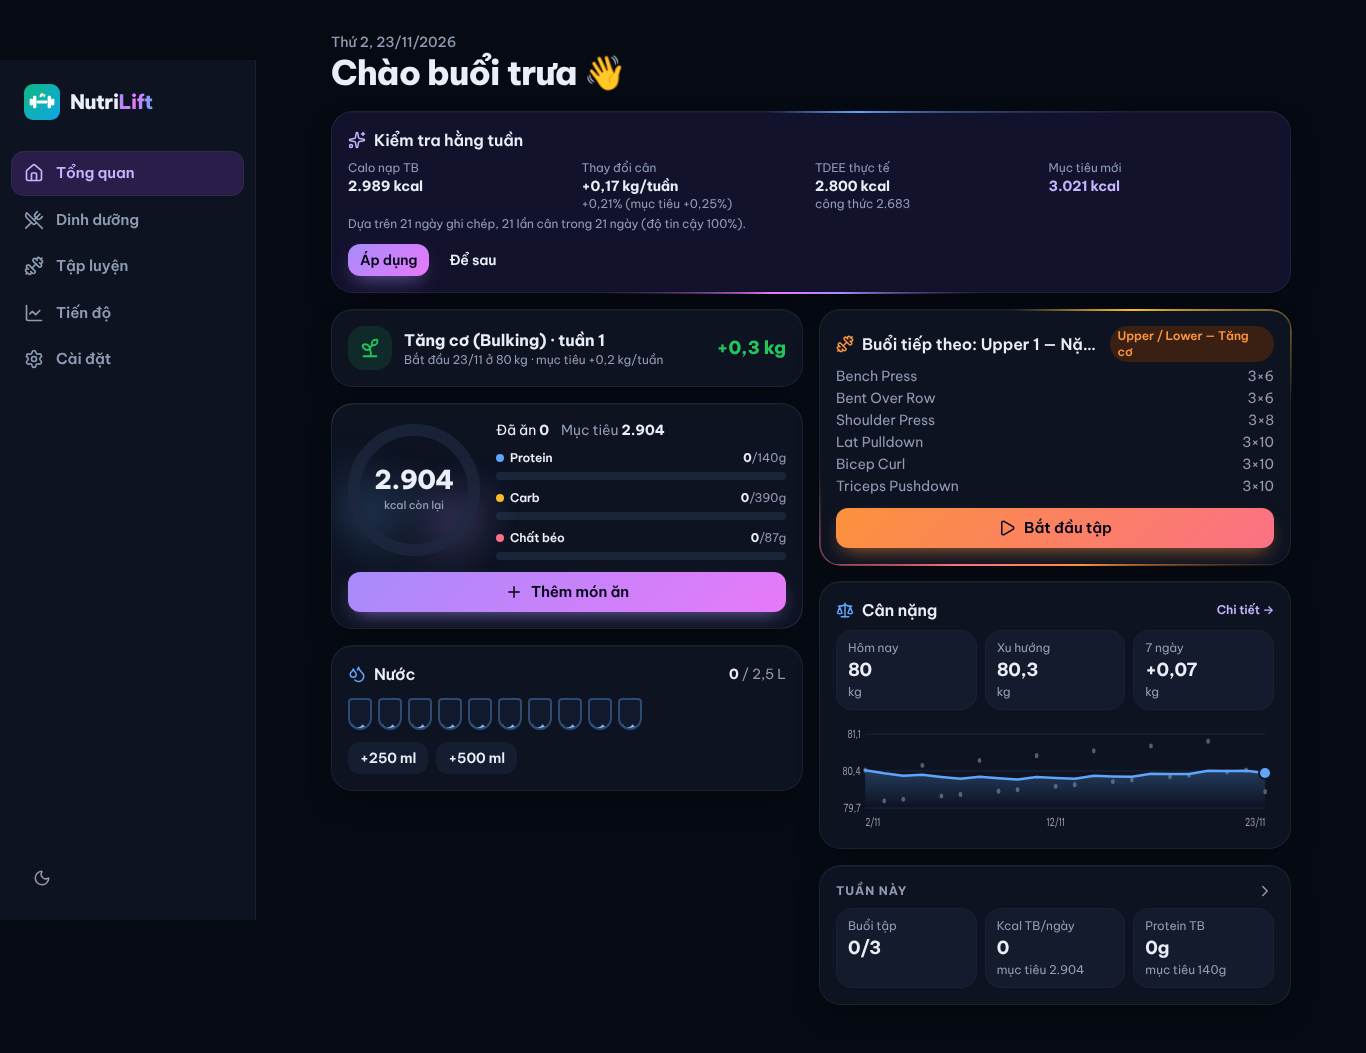 Thứ 2, 23/11/2026
Chào buổi trưa 👋
NutriLift
Tổng quan
Dinh dưỡng
Tập luyện
Tiến độ
Cài đặt
Kiểm tra hằng tuần
Calo nạp TB
2.989 kcal
Thay đổi cân
+0,17 kg/tuần
+0,21% (mục tiêu +0,25%)
TDEE thực tế
2.800 kcal
công thức 2.683
Mục tiêu mới
3.021 kcal
Dựa trên 21 ngày ghi chép, 21 lần cân trong 21 ngày (độ tin cậy 100%).
Áp dụng
Để sau
Tăng cơ (Bulking) · tuần 1
Bắt đầu 23/11 ở 80 kg · mục tiêu +0,2 kg/tuần
+0,3 kg
2.904
kcal còn lại
Đã ăn 0 Mục tiêu 2.904
Protein 0/140g
Carb 0/390g
Chất béo 0/87g
+ Thêm món ăn
Nước
0 / 2,5 L
+250 ml
+500 ml
Buổi tiếp theo: Upper 1 — Nặ...
Upper / Lower — Tăng
cơ
Bench Press 3×6
Bent Over Row 3×6
Shoulder Press 3×8
Lat Pulldown 3×10
Bicep Curl 3×10
Triceps Pushdown 3×10
Bắt đầu tập
Cân nặng
Chi tiết →
Hôm nay
80
kg
Xu hướng
80,3
kg
7 ngày
+0,07
kg
81,1
80,4
79,7
2/11
12/11
23/11
TUẦN NÀY
Buổi tập
0/3
Kcal TB/ngày
0
mục tiêu 2.904
Protein TB
0g
mục tiêu 140g